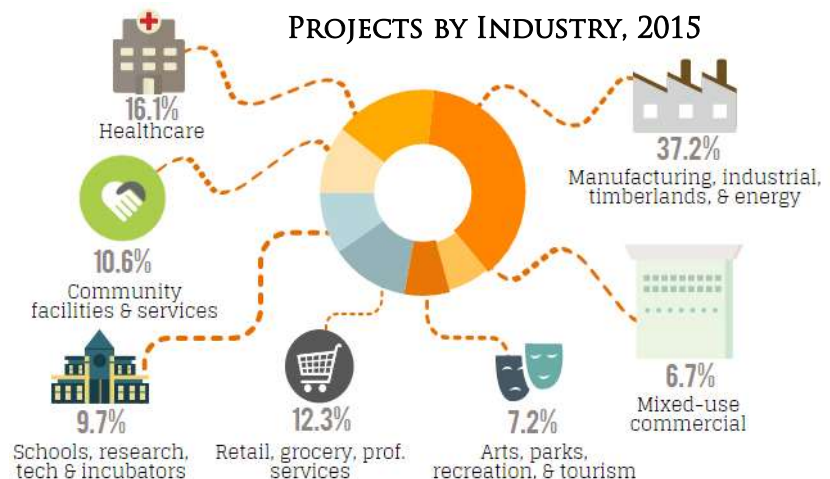 PROJECTS BY INDUSTRY, 2015
16.1%
Healthcare
37.2%
Manufacturing, industrial,
timberlands, & energy
10.6%
Community
facilities & services
6.7%
Mixed-use
commercial
9.7%
Schools, research,
tech & incubators
12.3%
Retail, grocery, prof.
services
7.2%
Arts, parks,
recreation, & tourism